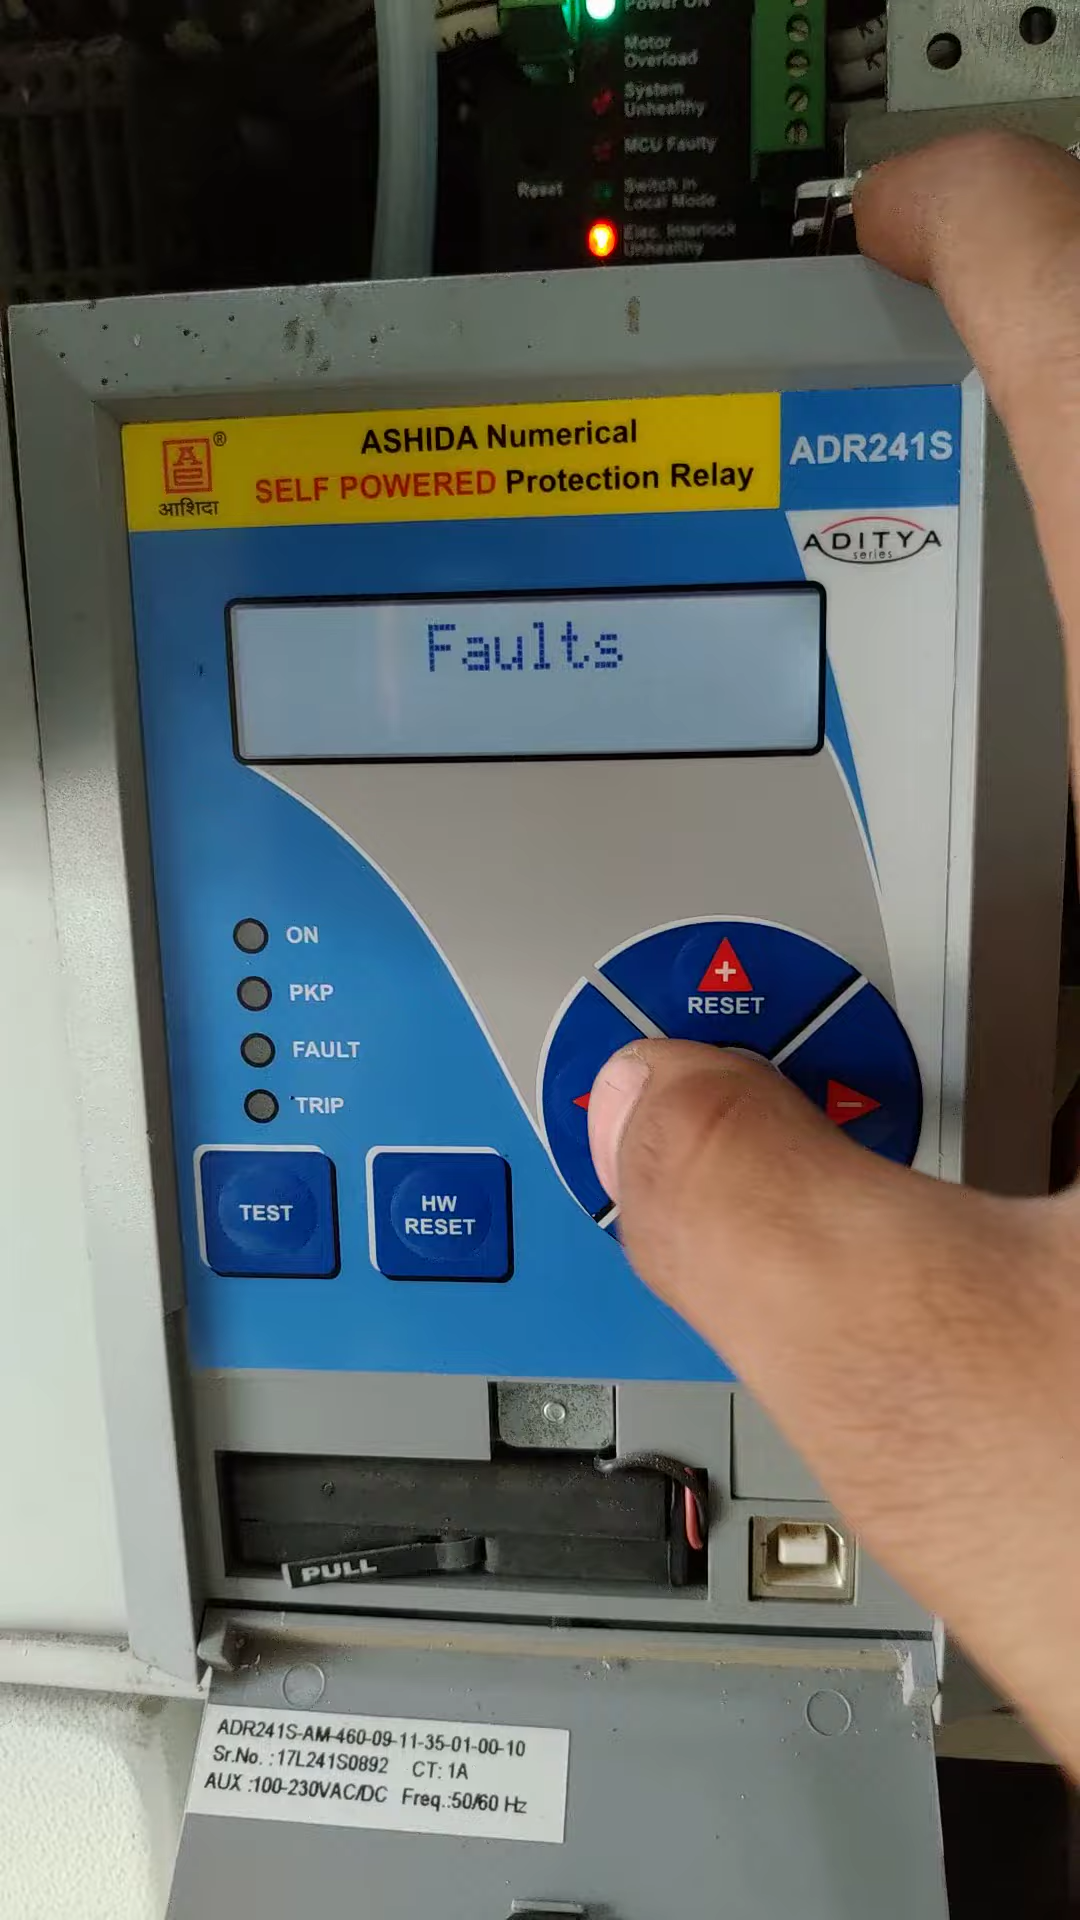 Power ON
Motor
Overload
System
Unhealthy
MCU Faulty
Reset
Switch in
Local Mode
Elec. Interlock
Unhealthy
A
®
आशिदा
ASHIDA Numerical
SELF POWERED Protection Relay
ADR241S
ADITYA
series
Faults
ON
PKP
FAULT
TRIP
+
RESET
−
TEST
HW
RESET
PULL
ADR241S-AM-460-09-11-35-01-00-10
Sr.No. :17L241S0892 CT: 1A
AUX :100-230VAC/DC Freq.:50/60 Hz